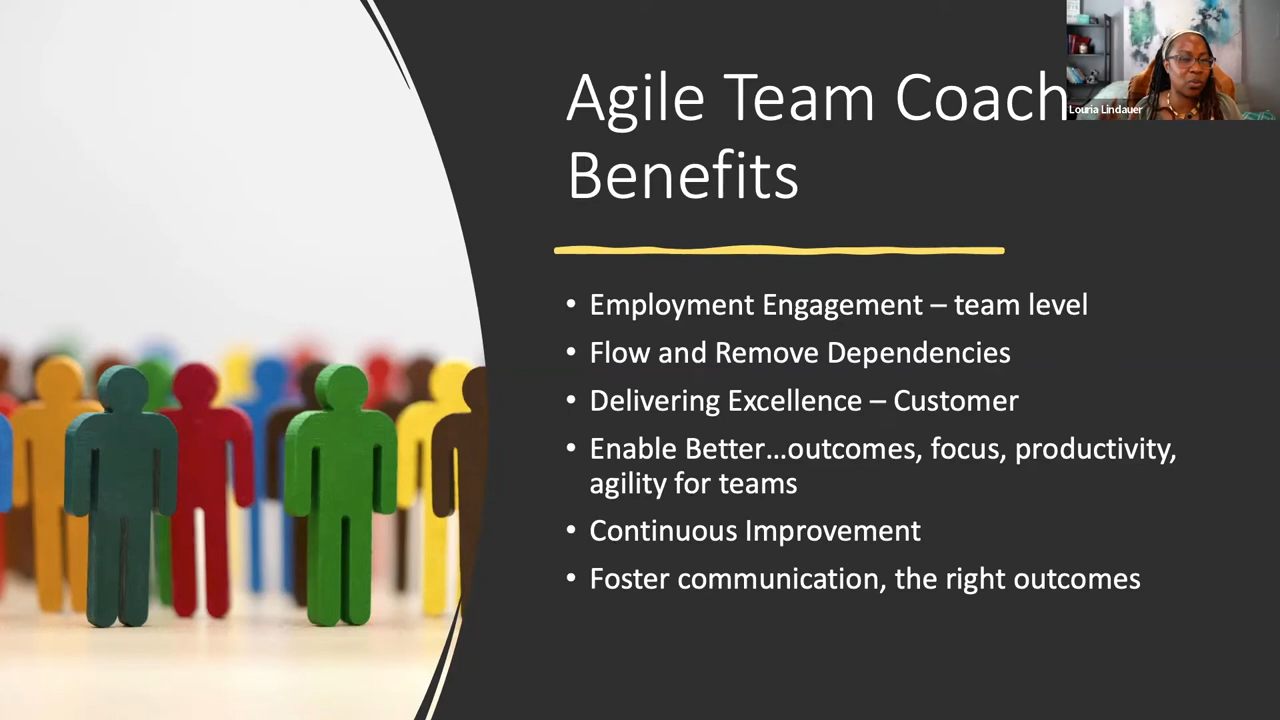 Agile Team Coach
Benefits
Louria Lindauer
• Employment Engagement – team level
• Flow and Remove Dependencies
• Delivering Excellence – Customer
• Enable Better…outcomes, focus, productivity,
agility for teams
• Continuous Improvement
• Foster communication, the right outcomes